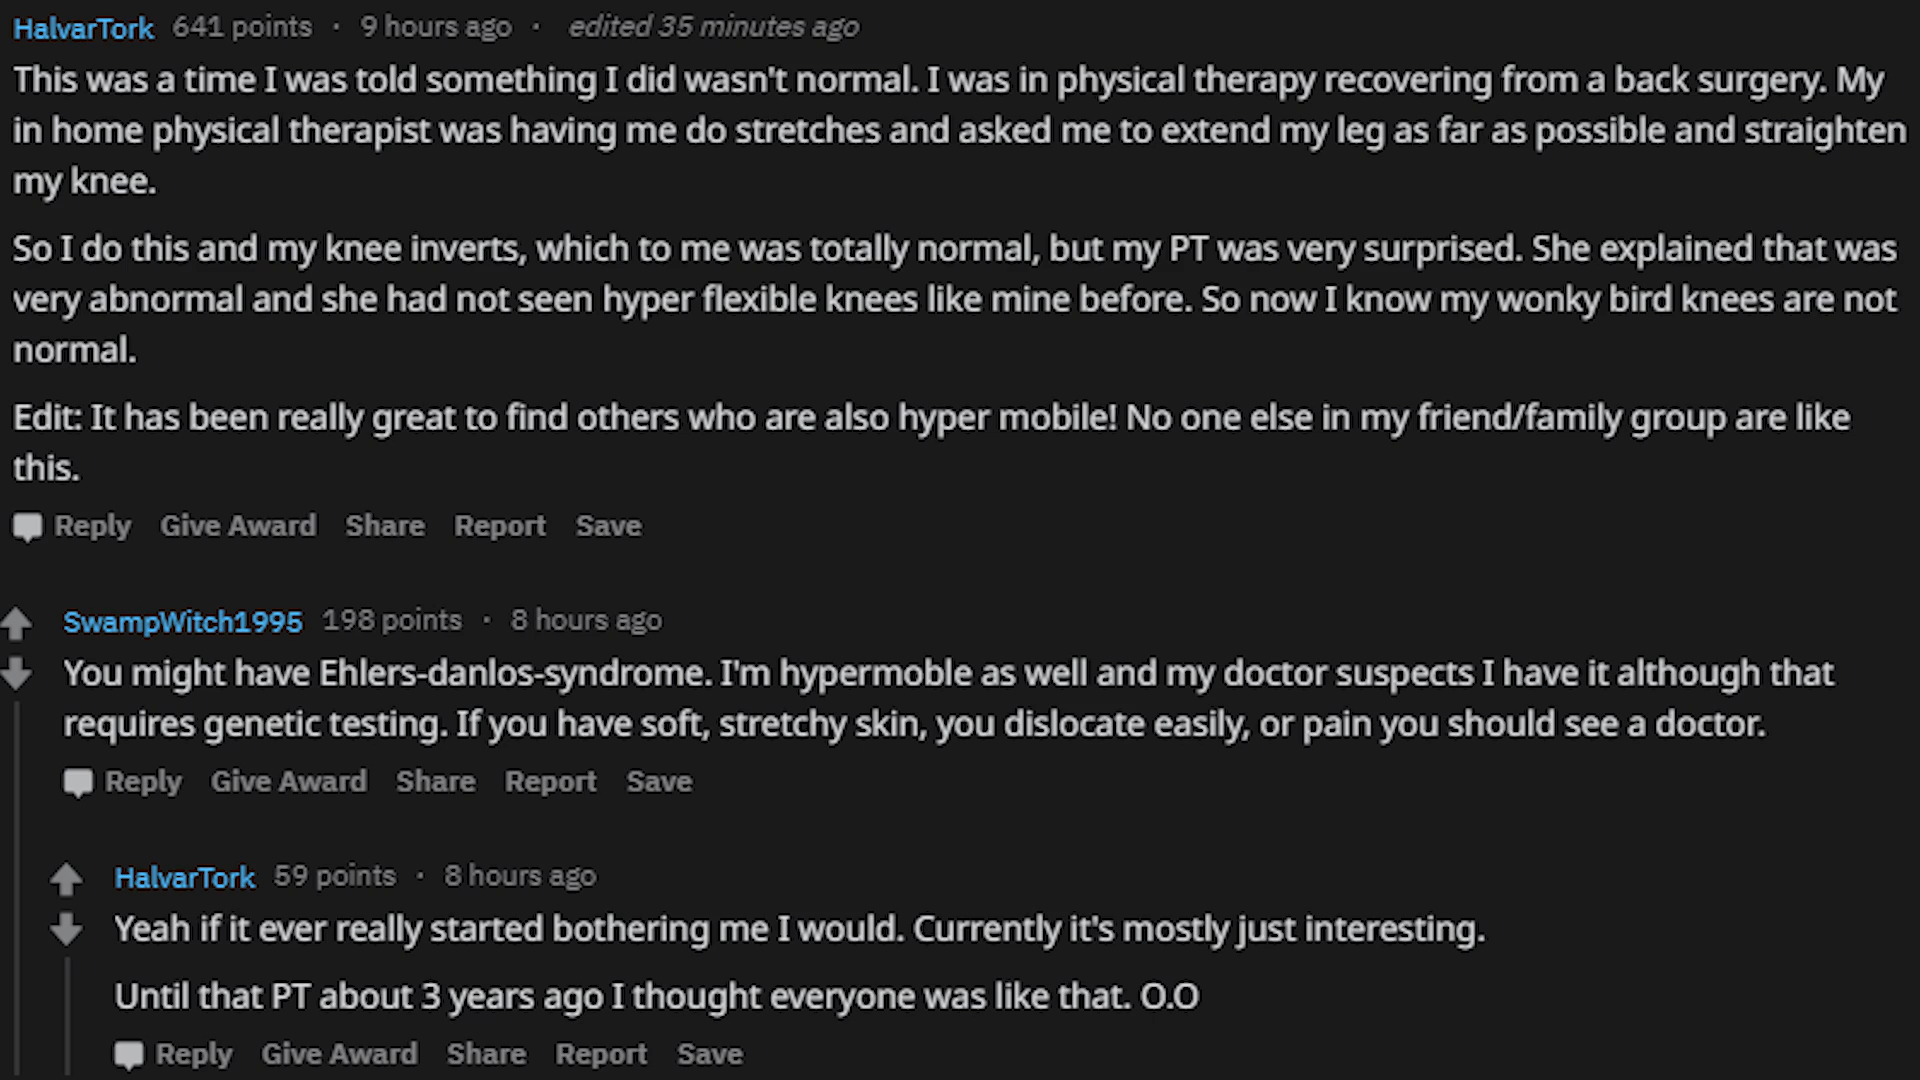 HalvarTork 641 points · 9 hours ago · edited 35 minutes ago
This was a time I was told something I did wasn't normal. I was in physical therapy recovering from a back surgery. My
in home physical therapist was having me do stretches and asked me to extend my leg as far as possible and straighten
my knee.
So I do this and my knee inverts, which to me was totally normal, but my PT was very surprised. She explained that was
very abnormal and she had not seen hyper flexible knees like mine before. So now I know my wonky bird knees are not
normal.
Edit: It has been really great to find others who are also hyper mobile! No one else in my friend/family group are like
this.
Reply Give Award Share Report Save
SwampWitch1995 198 points · 8 hours ago
You might have Ehlers-danlos-syndrome. I'm hypermoble as well and my doctor suspects I have it although that
requires genetic testing. If you have soft, stretchy skin, you dislocate easily, or pain you should see a doctor.
Reply Give Award Share Report Save
HalvarTork 59 points · 8 hours ago
Yeah if it ever really started bothering me I would. Currently it's mostly just interesting.
Until that PT about 3 years ago I thought everyone was like that. O.O
Reply Give Award Share Report Save